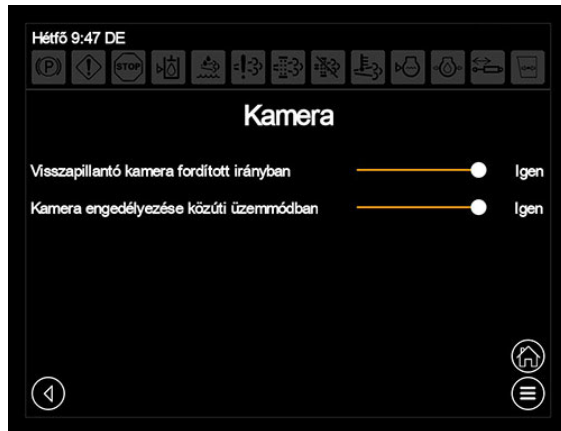 Hétfő 9:47 DE
(P)
STOP
Kamera
Visszapillantó kamera fordított irányban Igen
Kamera engedélyezése közúti üzemmódban Igen